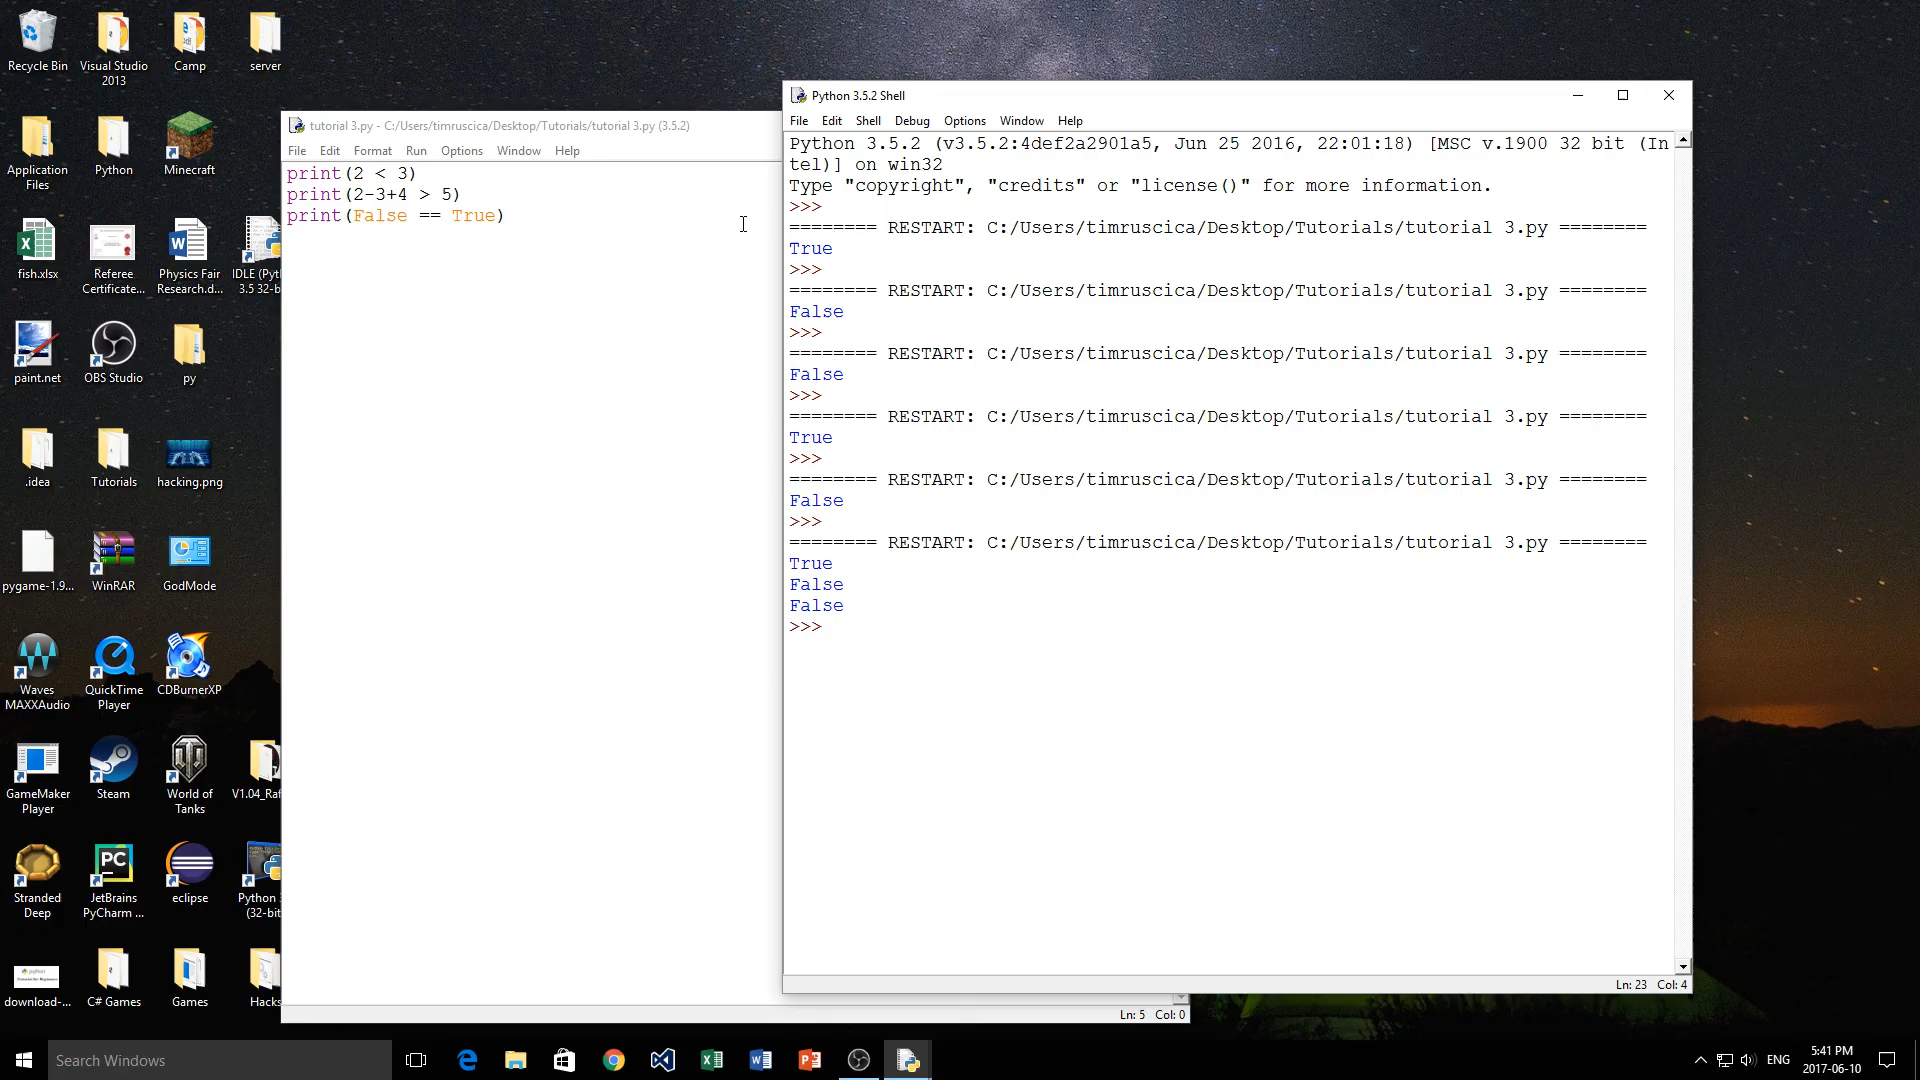 Recycle Bin
Visual Studio
2013
Camp
server
Application
Files
Python
Minecraft
fish.xlsx
Referee
Certificate...
Physics Fair
Research.d...
IDLE (Pyt
3.5 32-b
paint.net
OBS Studio
py
.idea
Tutorials
hacking.png
pygame-1.9...
WinRAR
GodMode
Waves
MAXXAudio
QuickTime
Player
CDBurnerXP
GameMaker
Player
Steam
World of
Tanks
V1.04_Raf
Stranded
Deep
JetBrains
PyCharm ...
eclipse
Python 3
(32-bit
download-...
C# Games
Games
Hacks
tutorial 3.py - C:/Users/timruscica/Desktop/Tutorials/tutorial 3.py (3.5.2)
File Edit Format Run Options Window Help
print(2 < 3)
print(2-3+4 > 5)
print(False == True)
Ln: 5 Col: 0
Python 3.5.2 Shell
File Edit Shell Debug Options Window Help
Python 3.5.2 (v3.5.2:4def2a2901a5, Jun 25 2016, 22:01:18) [MSC v.1900 32 bit (In
tel)] on win32
Type "copyright", "credits" or "license()" for more information.
>>>
======== RESTART: C:/Users/timruscica/Desktop/Tutorials/tutorial 3.py ========
True
>>>
======== RESTART: C:/Users/timruscica/Desktop/Tutorials/tutorial 3.py ========
False
>>>
======== RESTART: C:/Users/timruscica/Desktop/Tutorials/tutorial 3.py ========
False
>>>
======== RESTART: C:/Users/timruscica/Desktop/Tutorials/tutorial 3.py ========
True
>>>
======== RESTART: C:/Users/timruscica/Desktop/Tutorials/tutorial 3.py ========
False
>>>
======== RESTART: C:/Users/timruscica/Desktop/Tutorials/tutorial 3.py ========
True
False
False
>>>
Ln: 23 Col: 4
Search Windows
ENG
5:41 PM
2017-06-10